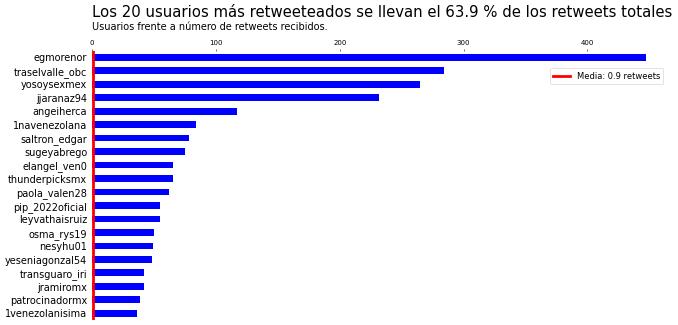 Los 20 usuarios más retweeteados se llevan el 63.9 % de los retweets totales
Usuarios frente a número de retweets recibidos.
0 100 200 300 400
egmorenor
traselvalle_obc
Media: 0.9 retweets
yosoysexmex
jjaranaz94
angeiherca
1navenezolana
saltron_edgar
sugeyabrego
elangel_ven0
thunderpicksmx
paola_valen28
pip_2022oficial
leyvathaisruiz
osma_rys19
nesyhu01
yeseniagonzal54
transguaro_iri
jramiromx
patrocinadormx
1venezolanisima